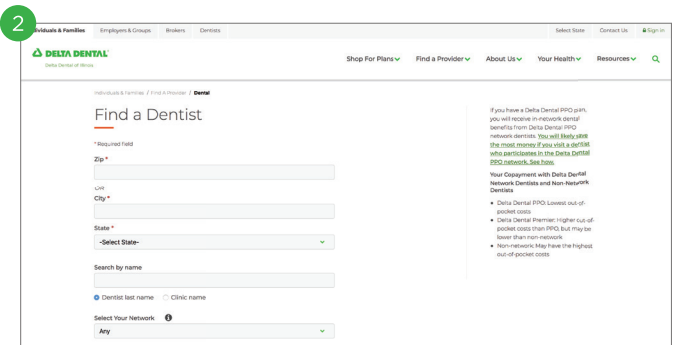 2
Individuals & Families Employers & Groups Brokers Dentists Select State Contact Us Sign in
DELTA DENTAL
Delta Dental of Illinois
Shop For Plans Find a Provider About Us Your Health Resources
Individuals & Families / Find A Provider / Dental
Find a Dentist
* Required field
Zip *
OR
City *
State *
-Select State-
Search by name
Dentist last name Clinic name
Select Your Network
Any
If you have a Delta Dental PPO plan,
you will receive in-network dental
benefits from Delta Dental PPO
network dentists. You will likely save
the most money if you visit a dentist
who participates in the Delta Dental
PPO network. See how.
Your Copayment with Delta Dental
Network Dentists and Non-Network
Dentists
• Delta Dental PPO: Lowest out-of-
pocket costs
• Delta Dental Premier: Higher out-of-
pocket costs than PPO, but may be
lower than non-network
• Non-network: May have the highest
out-of-pocket costs